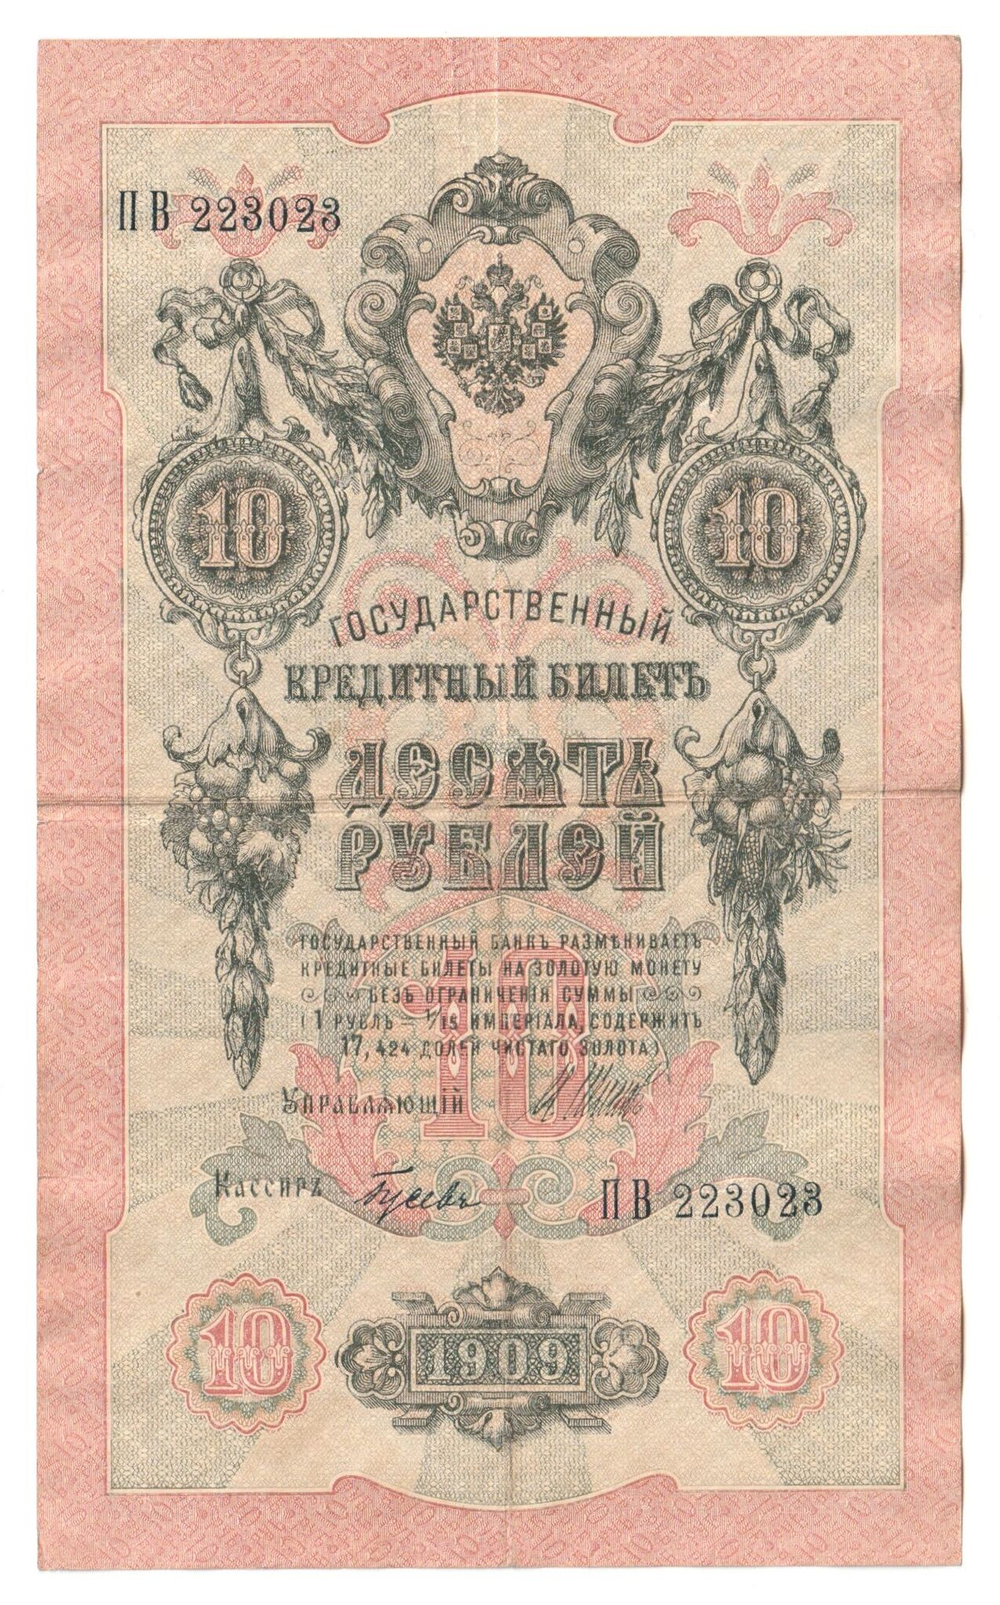 ПВ 223023
10 10
ГОСУДАРСТВЕННЫЙ
КРЕДИТНЫЙ БИЛЕТЪ
ДЕСЯТЬ
РУБЛЕЙ
ГОСУДАРСТВЕННЫЙ БАНКЪ РАЗМѢНИВАЕТЪ
КРЕДИТНЫЕ БИЛЕТЫ НА ЗОЛОТУЮ МОНЕТУ
БЕЗЪ ОГРАНИЧЕНІЯ СУММЫ
(1 РУБЛЬ = 1/15 ИМПЕРІАЛА, СОДЕРЖИТЪ
17,424 ДОЛЕЙ ЧИСТАГО ЗОЛОТА)
10
УПРАВЛЯЮЩІЙ
Кассиръ Гусевъ
ПВ 223023
10 1909 10